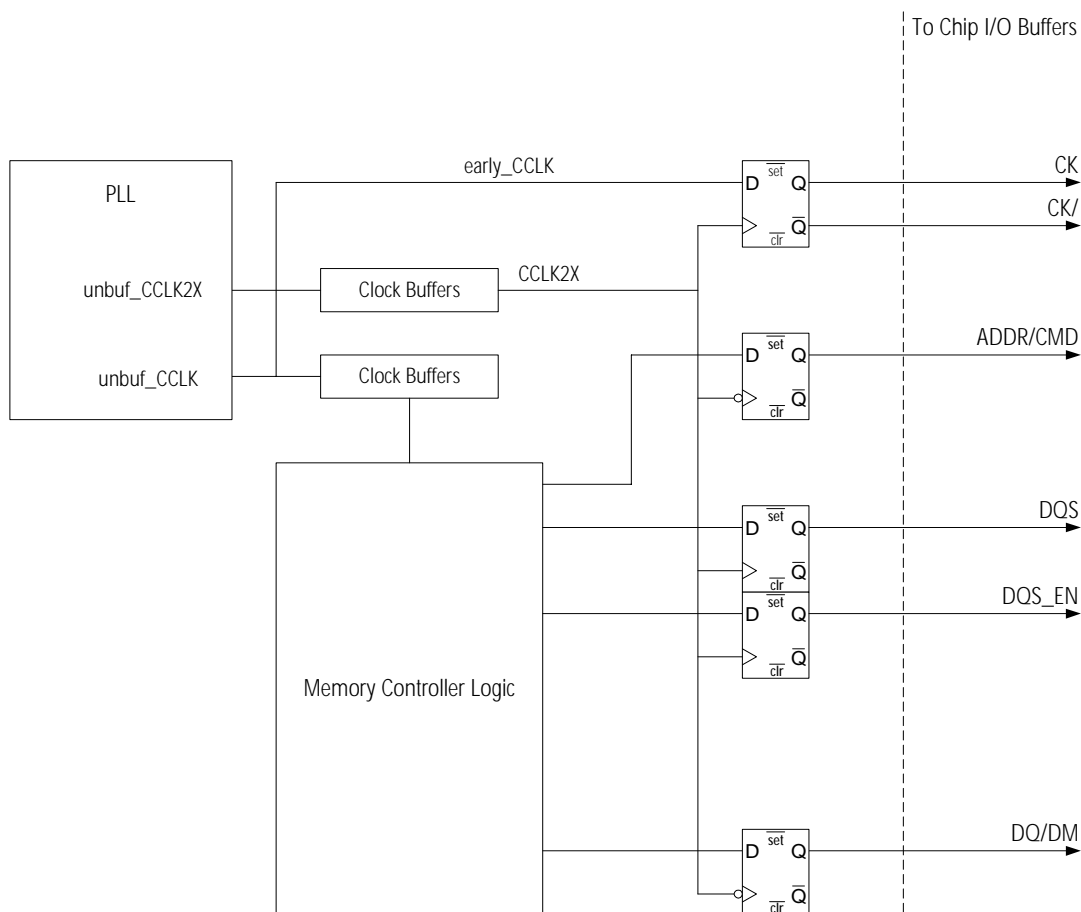 To Chip I/O Buffers
early_CCLK
CK
PLL
D set Q
CK/
clr Q
unbuf_CCLK2X
Clock Buffers
CCLK2X
ADDR/CMD
D set Q
unbuf_CCLK
Clock Buffers
clr Q
DQS
D set Q
clr Q
DQS_EN
D set Q
clr Q
Memory Controller Logic
DQ/DM
D set Q
clr Q